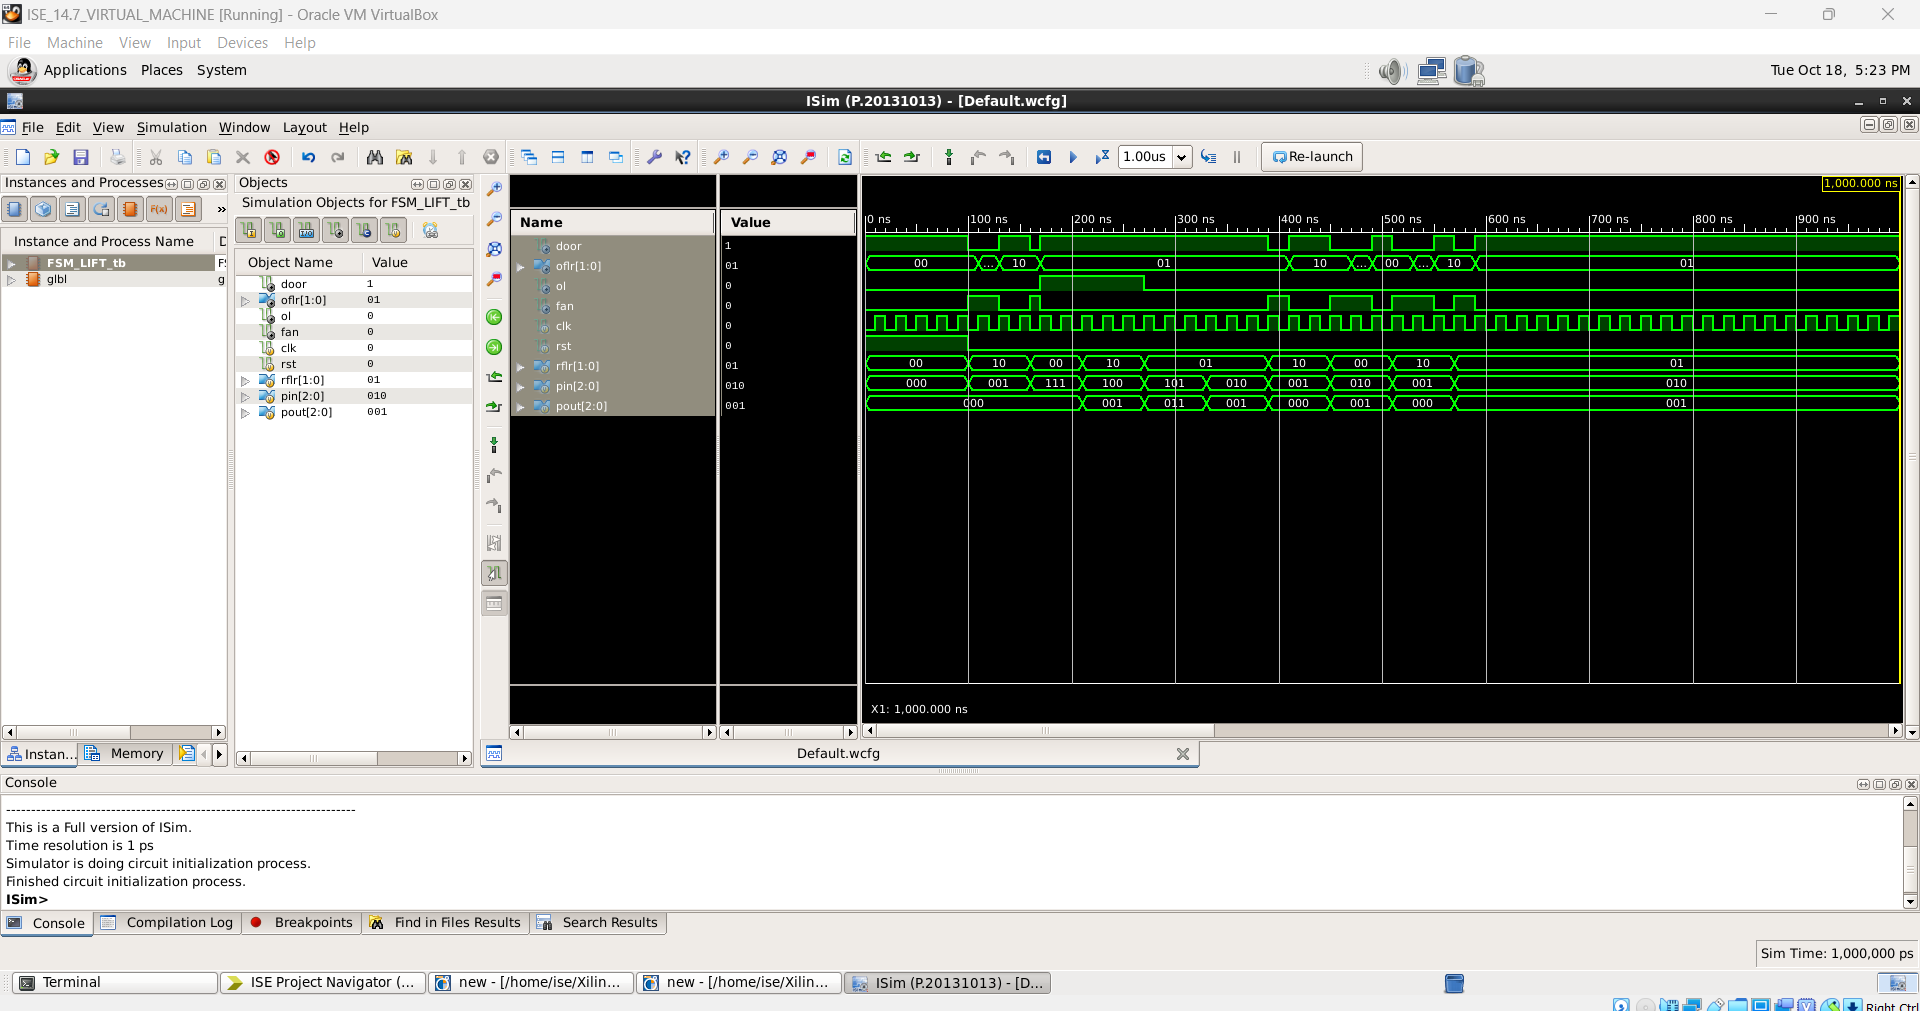 ISE_14.7_VIRTUAL_MACHINE [Running] - Oracle VM VirtualBox
File Machine View Input Devices Help
Applications Places System
Tue Oct 18, 5:23 PM
ISim (P.20131013) - [Default.wcfg]
File Edit View Simulation Window Layout Help
1.00us Re-launch
Instances and Processes
Instance and Process Name D
FSM_LIFT_tb FS
glbl g
Instan... Memory
Objects
Simulation Objects for FSM_LIFT_tb
Object Name Value
door 1
oflr[1:0] 01
ol 0
fan 0
clk 0
rst 0
rflr[1:0] 01
pin[2:0] 010
pout[2:0] 001
Name Value
door 1
oflr[1:0] 01
ol 0
fan 0
clk 0
rst 0
rflr[1:0] 01
pin[2:0] 010
pout[2:0] 001
1,000.000 ns
0 ns 100 ns 200 ns 300 ns 400 ns 500 ns 600 ns 700 ns 800 ns 900 ns
00 ... 10 01 10 ... 00 ... 10 01
00 10 00 10 01 10 00 10 01
000 001 111 100 101 010 001 010 001 010
000 001 011 001 000 001 000 001
X1: 1,000.000 ns
Default.wcfg
Console
--------------------------------------------------------------------
This is a Full version of ISim.
Time resolution is 1 ps
Simulator is doing circuit initialization process.
Finished circuit initialization process.
ISim>
Console Compilation Log Breakpoints Find in Files Results Search Results
Sim Time: 1,000,000 ps
Terminal ISE Project Navigator (... new - [/home/ise/Xilin... new - [/home/ise/Xilin... ISim (P.20131013) - [D...
Right Ctrl